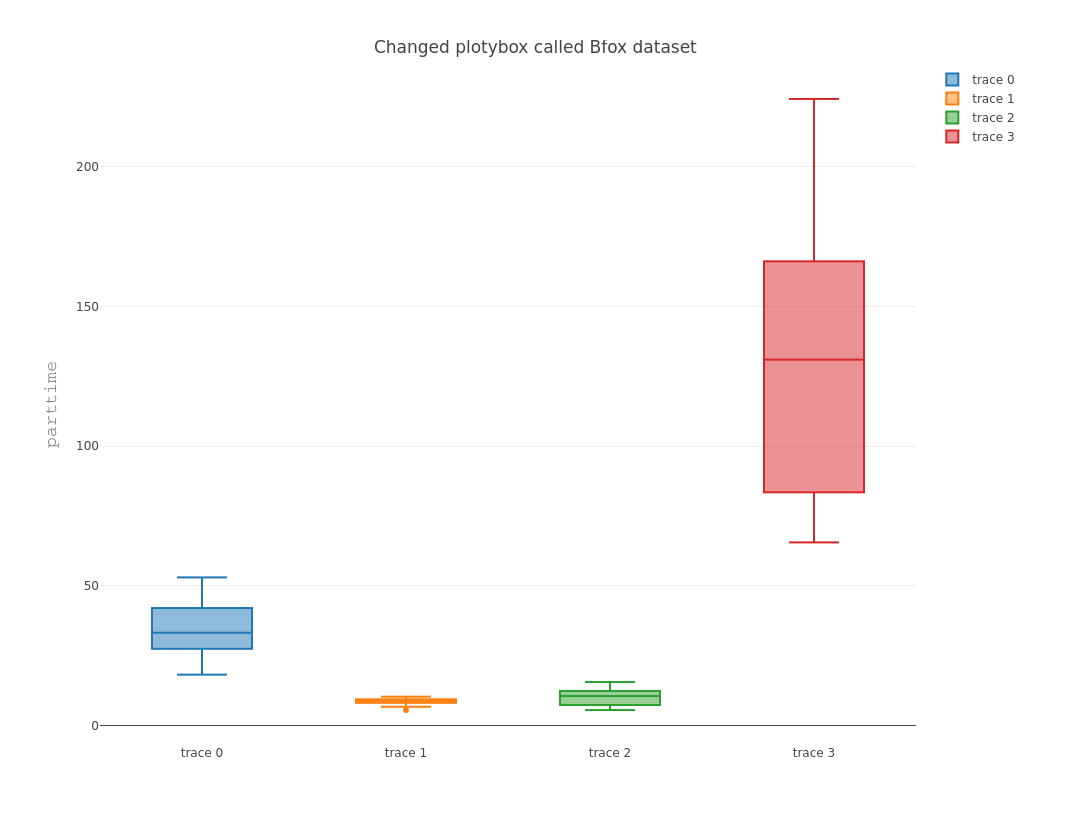 Changed plotybox called Bfox dataset
trace 0
trace 1
trace 2
trace 3
parttime
200
150
100
50
0
trace 0
trace 1
trace 2
trace 3